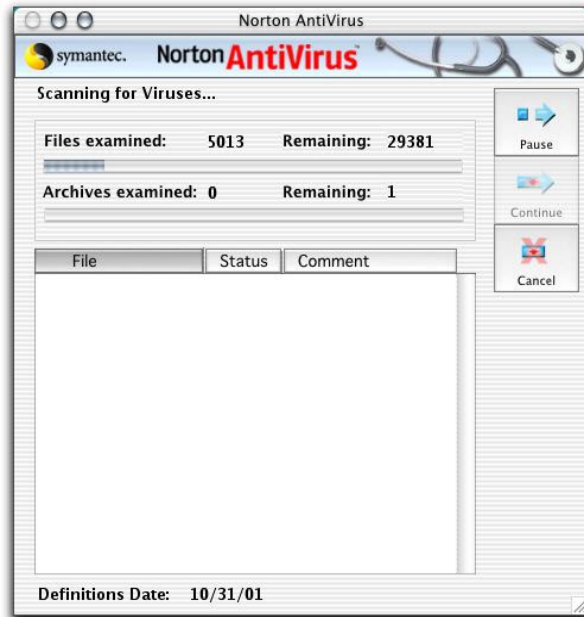 Norton AntiVirus
symantec. Norton AntiVirus
Scanning for Viruses...
Files examined: 5013 Remaining: 29381
Archives examined: 0 Remaining: 1
Pause
Continue
Cancel
File Status Comment
Definitions Date: 10/31/01